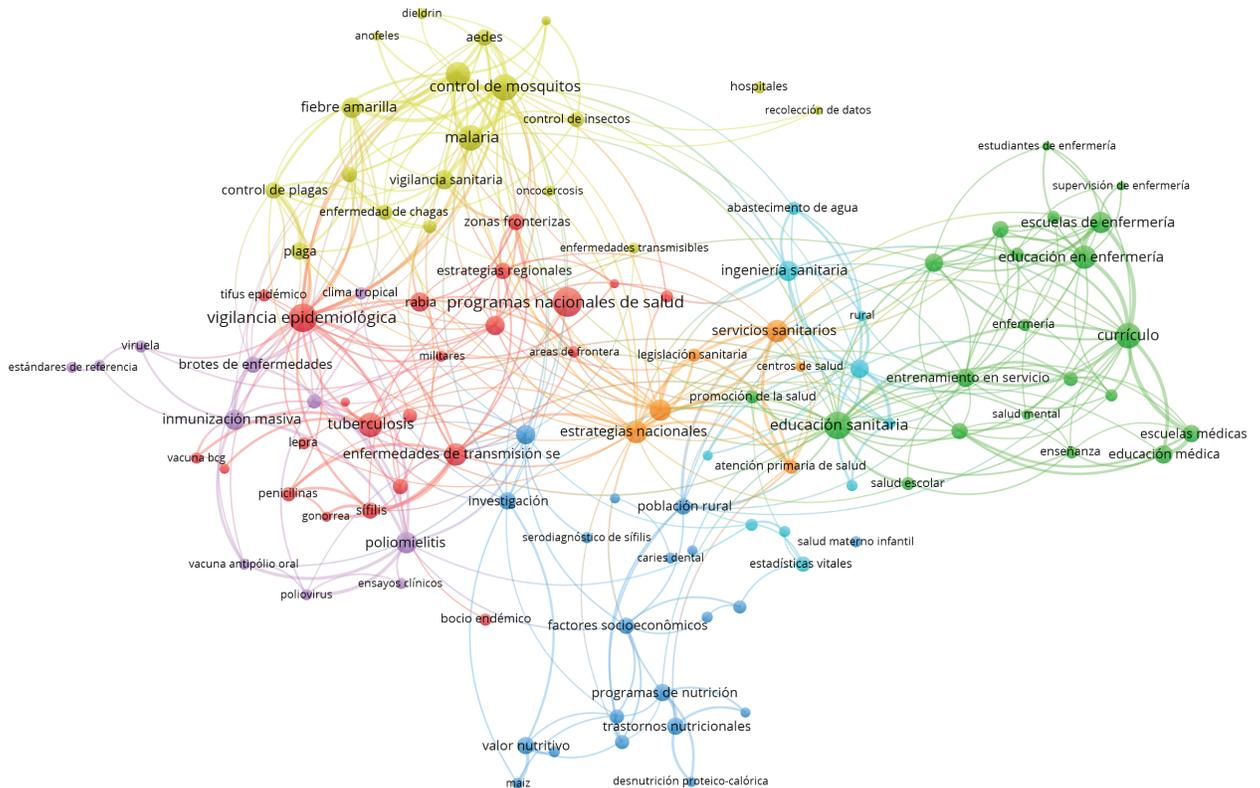 dieldrin
anofeles
aedes
control de mosquitos
hospitales
fiebre amarilla
recolección de datos
control de insectos
malaria
estudiantes de enfermería
vigilancia sanitaria
supervisión de enfermería
control de plagas
oncocercosis
abastecimiento de agua
enfermedad de chagas
zonas fronterizas
escuelas de enfermería
enfermedades transmisibles
plaga
educación en enfermería
estrategias regionales
ingeniería sanitaria
tifus epidémico
clima tropical
rabia
programas nacionales de salud
vigilancia epidemiológica
rural
enfermeria
servicios sanitarios
currículo
viruela
areas de frontera
militares
legislación sanitaria
brotes de enfermedades
estándares de referencia
centros de salud
entrenamiento en servicio
promoción de la salud
salud mental
inmunización masiva
tuberculosis
educación sanitaria
estrategias nacionales
escuelas médicas
lepra
enseñanza
enfermedades de transmisión se
educación médica
vacuna bcg
atención primaria de salud
salud escolar
penicilinas
investigación
población rural
gonorrea
sífilis
serodiagnóstico de sífilis
poliomielitis
salud materno infantil
caries dental
vacuna antipólio oral
estadísticas vitales
ensayos clínicos
poliovirus
bocio endémico
factores socioeconômicos
programas de nutrición
trastornos nutricionales
valor nutritivo
maiz
desnutrición proteico-calórica